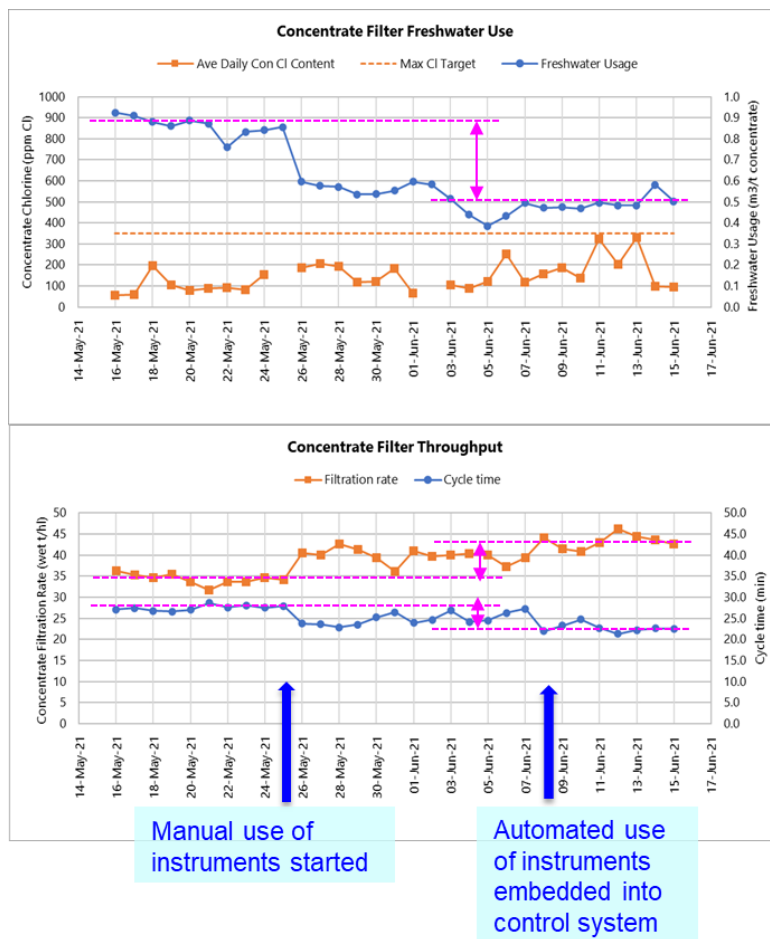 Concentrate Filter Freshwater Use
Ave Daily Con Cl Content
Max Cl Target
Freshwater Usage
Concentrate Chlorine (ppm Cl)
1000
900
800
700
600
500
400
300
200
100
0
1.0
0.9
0.8
0.7
0.6
0.5
0.4
0.3
0.2
0.1
0.0
Freshwater Usage (m3/t concentrate)
14-May-21
16-May-21
18-May-21
20-May-21
22-May-21
24-May-21
26-May-21
28-May-21
30-May-21
01-Jun-21
03-Jun-21
05-Jun-21
07-Jun-21
09-Jun-21
11-Jun-21
13-Jun-21
15-Jun-21
17-Jun-21
Concentrate Filter Throughput
Filtration rate
Cycle time
Concentrate Filtration Rate (wet t/hl)
50
45
40
35
30
25
20
15
10
5
0
50.0
45.0
40.0
35.0
30.0
25.0
20.0
15.0
10.0
5.0
0.0
Cycle time (min)
14-May-21
16-May-21
18-May-21
20-May-21
22-May-21
24-May-21
26-May-21
28-May-21
30-May-21
01-Jun-21
03-Jun-21
05-Jun-21
07-Jun-21
09-Jun-21
11-Jun-21
13-Jun-21
15-Jun-21
17-Jun-21
Manual use of
instruments started
Automated use
of instruments
embedded into
control system